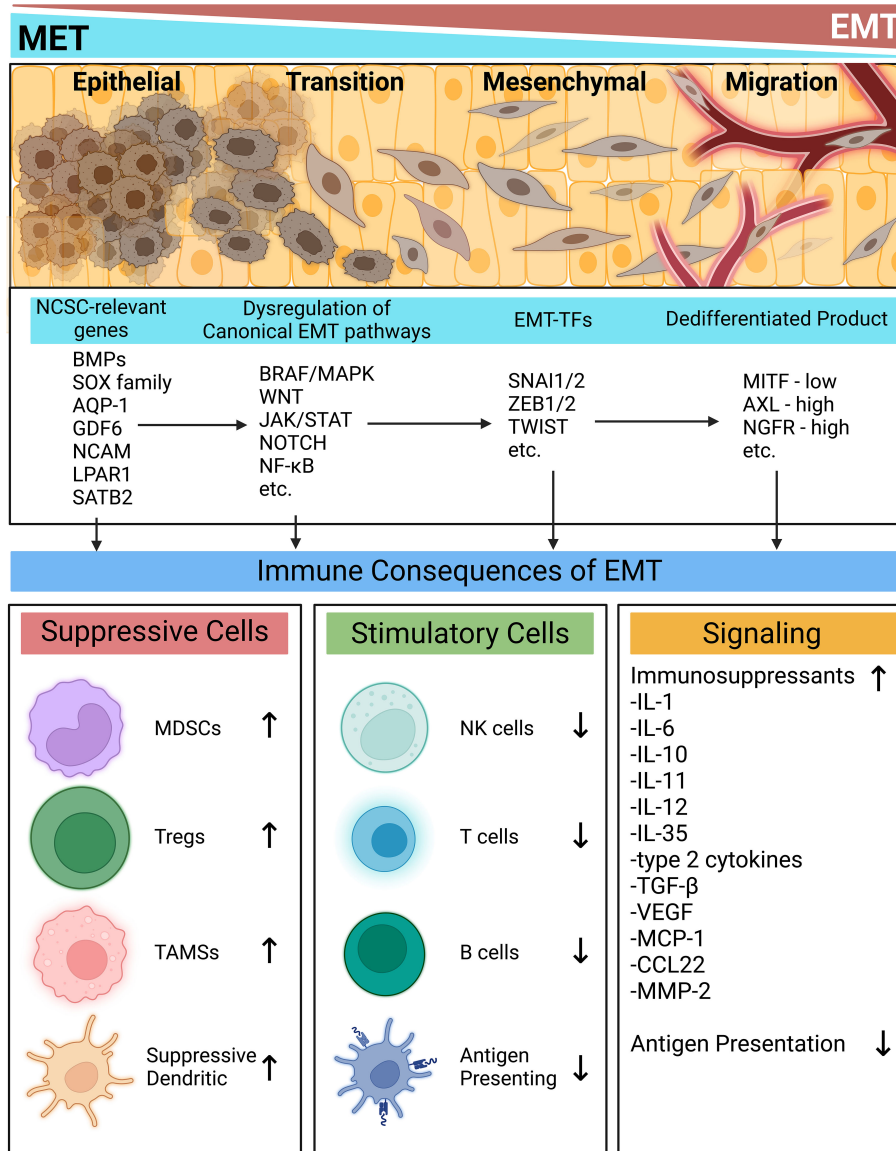 MET
EMT
Epithelial
Transition
Mesenchymal
Migration
NCSC-relevant
genes
BMPs
SOX family
AQP-1
GDF6
NCAM
LPAR1
SATB2
Dysregulation of
Canonical EMT pathways
BRAF/MAPK
WNT
JAK/STAT
NOTCH
NF-κB
etc.
EMT-TFs
SNAI1/2
ZEB1/2
TWIST
etc.
Dedifferentiated Product
MITF - low
AXL - high
NGFR - high
etc.
Immune Consequences of EMT
Suppressive Cells
MDSCs ↑
Tregs ↑
TAMSs ↑
Suppressive ↑
Dendritic
Stimulatory Cells
NK cells ↓
T cells ↓
B cells ↓
Antigen ↓
Presenting
Signaling
Immunosuppressants ↑
-IL-1
-IL-6
-IL-10
-IL-11
-IL-12
-IL-35
-type 2 cytokines
-TGF-β
-VEGF
-MCP-1
-CCL22
-MMP-2
Antigen Presentation ↓